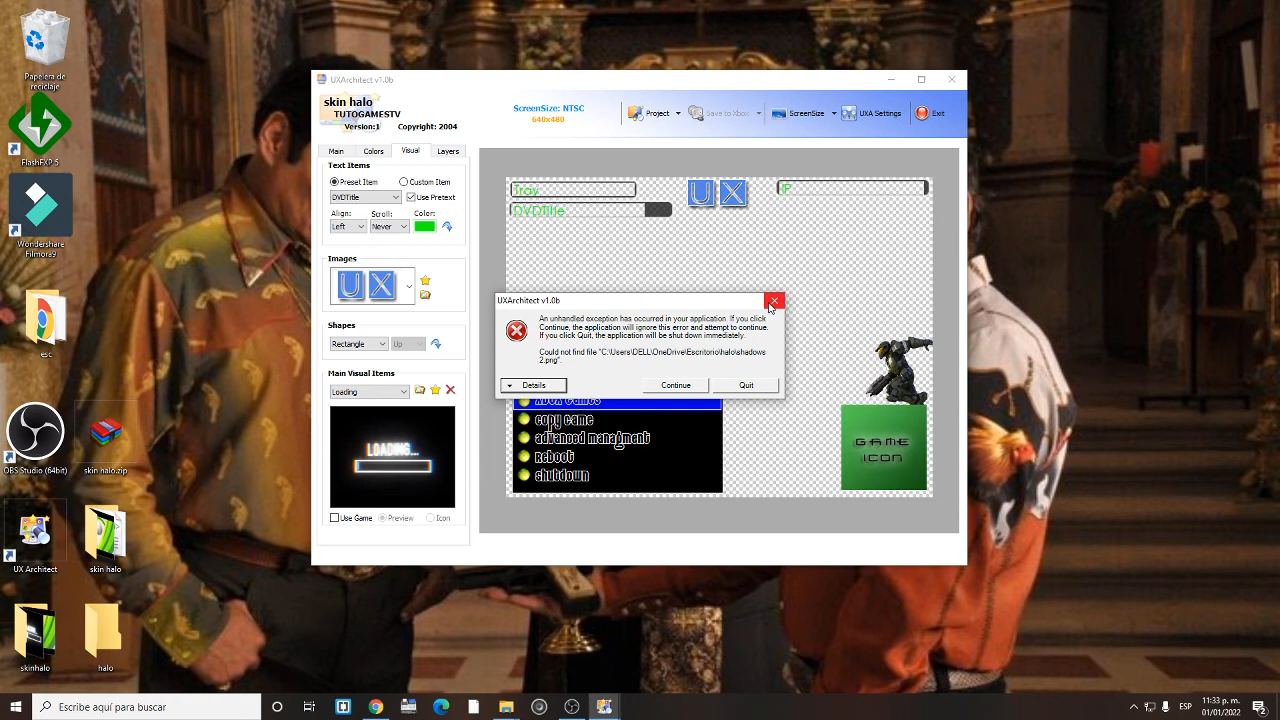 Papelera de
reciclaje
FlashFXP 5
Wondershare
Filmora9
esc
OBS Studio (64bit)
skin halo.zip
UX Architect
skin halo
skinhalo
halo
UXArchitect v1.0b
skin halo
TUTOGAMESTV
Version:1 Copyright: 2004
ScreenSize: NTSC
640x480
Project
Save to Xbox
ScreenSize
UXA Settings
Exit
Main Colors Visual Layers
Text Items
Preset Item Custom Item
DVDTitle Use Pretext
Align: Scroll: Color:
Left Never
Images
UX
Shapes
Rectangle Up
Main Visual Items
Loading
LOADING...
Use Game Preview Icon
Tray
DVDTitle
UX
IP
UXArchitect v1.0b
An unhandled exception has occurred in your application. If you click
Continue, the application will ignore this error and attempt to continue.
If you click Quit, the application will be shut down immediately.
Could not find file "C:\Users\DELL\OneDrive\Escritorio\halo\shadows
2.png".
Details Continue Quit
copy game
advanced managment
Reboot
shutdown
GAME
ICON
Escribe aquí para buscar
ESP
11:33 p. m.
01/01/2022
2